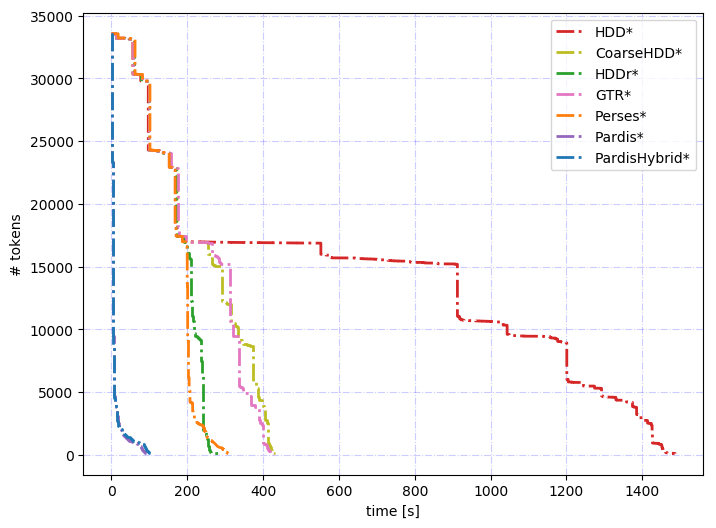 35000
30000
25000
20000
15000
10000
5000
0
# tokens
0 200 400 600 800 1000 1200 1400
time [s]
HDD*
CoarseHDD*
HDDr*
GTR*
Perses*
Pardis*
PardisHybrid*